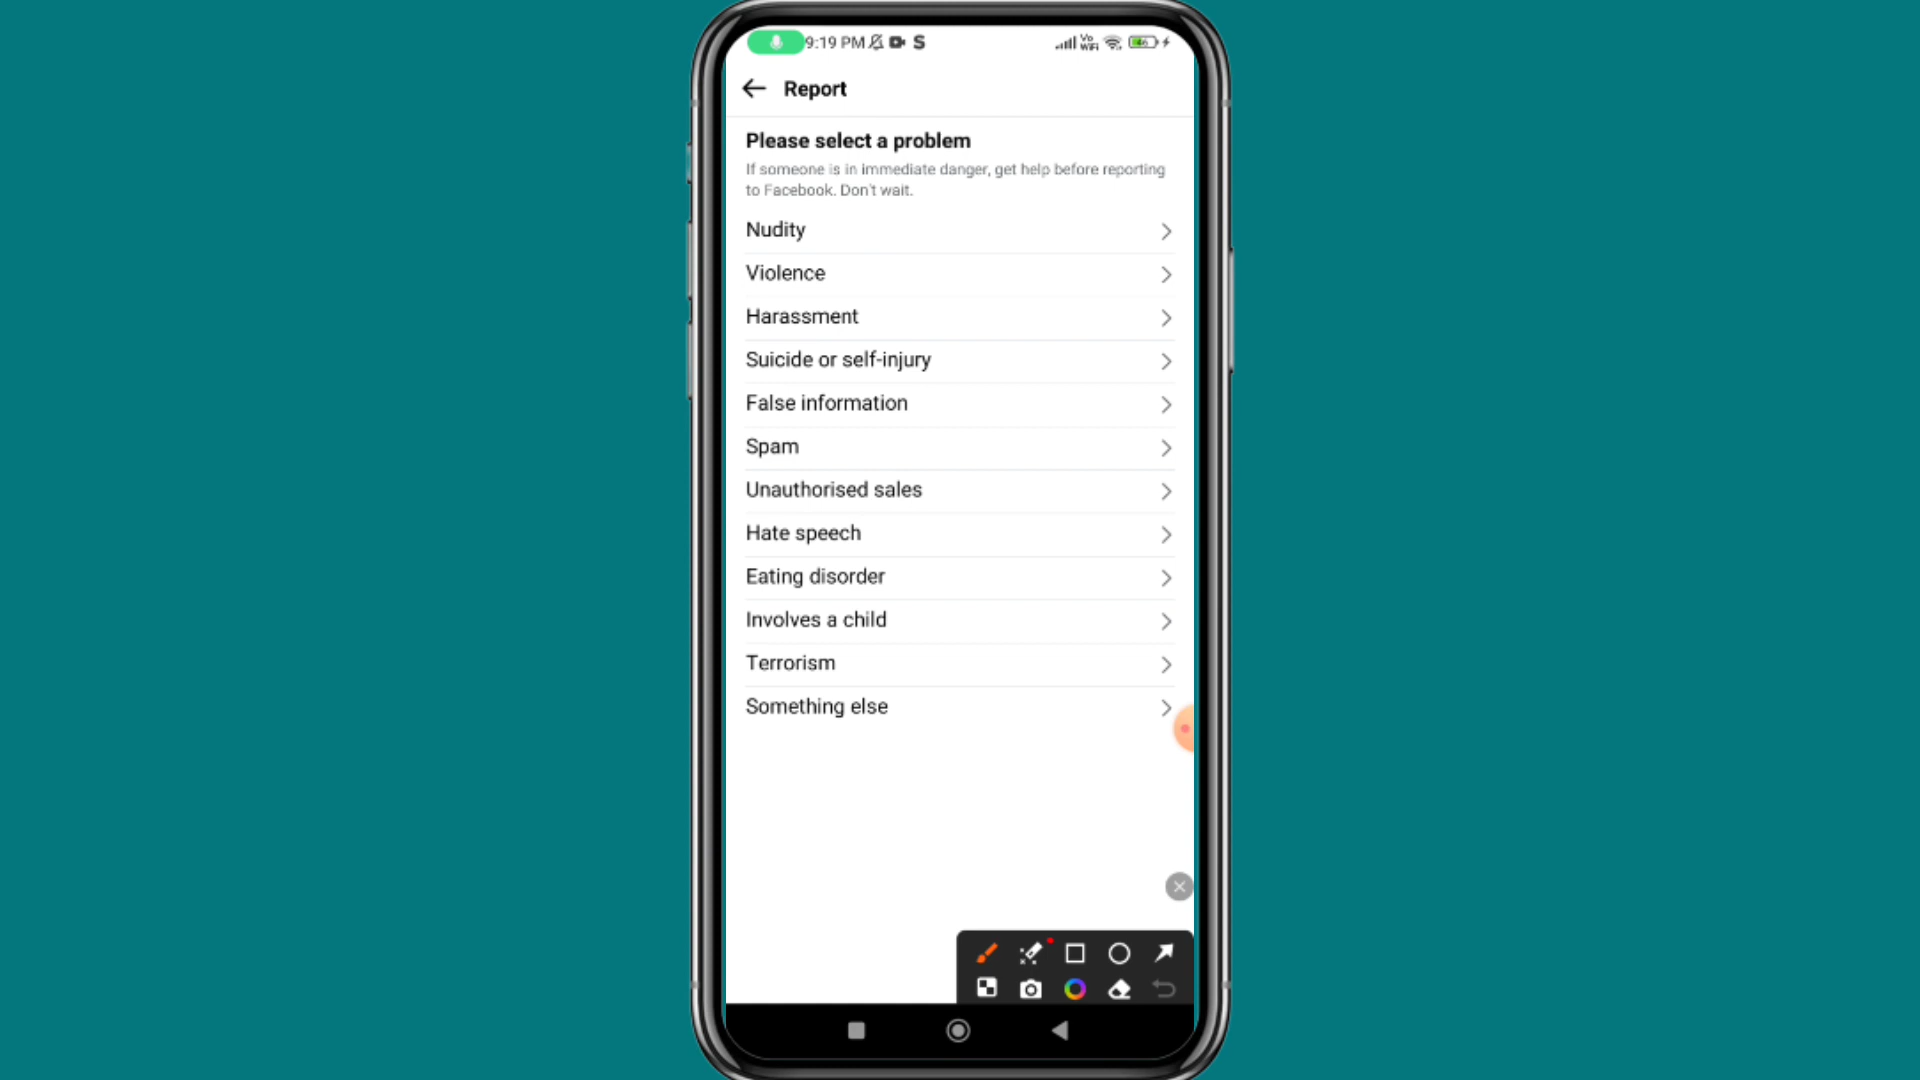 9:19 PM S Vo WiFi
Report
Please select a problem
If someone is in immediate danger, get help before reporting
to Facebook. Don't wait.
Nudity
Violence
Harassment
Suicide or self-injury
False information
Spam
Unauthorised sales
Hate speech
Eating disorder
Involves a child
Terrorism
Something else